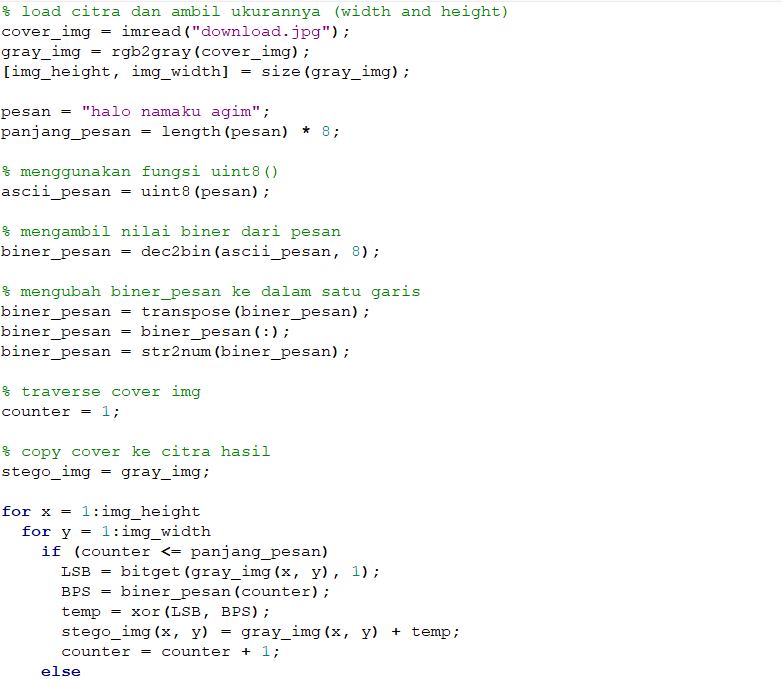 % load citra dan ambil ukurannya (width and height)
cover_img = imread("download.jpg");
gray_img = rgb2gray(cover_img);
[img_height, img_width] = size(gray_img);

pesan = "halo namaku agim";
panjang_pesan = length(pesan) * 8;

% menggunakan fungsi uint8()
ascii_pesan = uint8(pesan);

% mengambil nilai biner dari pesan
biner_pesan = dec2bin(ascii_pesan, 8);

% mengubah biner_pesan ke dalam satu garis
biner_pesan = transpose(biner_pesan);
biner_pesan = biner_pesan(:);
biner_pesan = str2num(biner_pesan);

% traverse cover img
counter = 1;

% copy cover ke citra hasil
stego_img = gray_img;

for x = 1:img_height
  for y = 1:img_width
    if (counter <= panjang_pesan)
      LSB = bitget(gray_img(x, y), 1);
      BPS = biner_pesan(counter);
      temp = xor(LSB, BPS);
      stego_img(x, y) = gray_img(x, y) + temp;
      counter = counter + 1;
    else